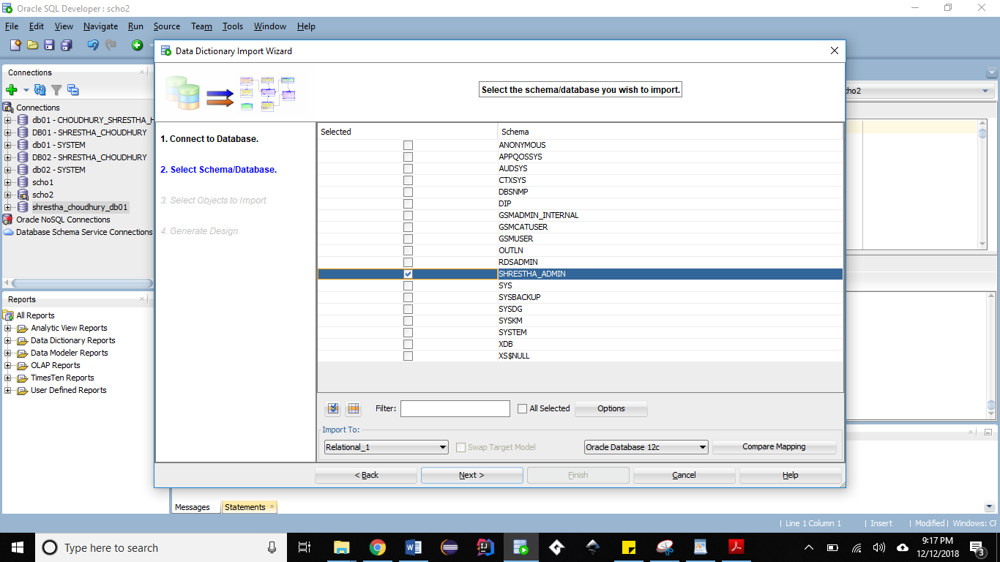 Oracle SQL Developer : scho2
File Edit View Navigate Run Source Team Tools Window Help
Data Dictionary Import Wizard
Select the schema/database you wish to import.
Connections
Connections
db01 - CHOUDHURY_SHRESTHA_H
DB01 - SHRESTHA_CHOUDHURY
db01 - SYSTEM
DB02 - SHRESTHA_CHOUDHURY
db02 - SYSTEM
scho1
scho2
shrestha_choudhury_db01
Oracle NoSQL Connections
Database Schema Service Connections
Reports
All Reports
Analytic View Reports
Data Dictionary Reports
Data Modeler Reports
OLAP Reports
TimesTen Reports
User Defined Reports
1. Connect to Database.
2. Select Schema/Database.
3. Select Objects to Import.
4. Generate Design.
Selected Schema
ANONYMOUS
APPQOSSYS
AUDSYS
CTXSYS
DBSNMP
DIP
GSMADMIN_INTERNAL
GSMCATUSER
GSMUSER
OUTLN
RDSADMIN
SHRESTHA_ADMIN
SYS
SYSBACKUP
SYSDG
SYSKM
SYSTEM
XDB
XS$NULL
Filter: All Selected Options
Import To:
Relational_1 Swap Target Model Oracle Database 12c Compare Mapping
< Back Next > Finish Cancel Help
cho2
Messages Statements
| Line 1 Column 1 | Insert | Modified | Windows: CF
Type here to search
9:17 PM
12/12/2018
3